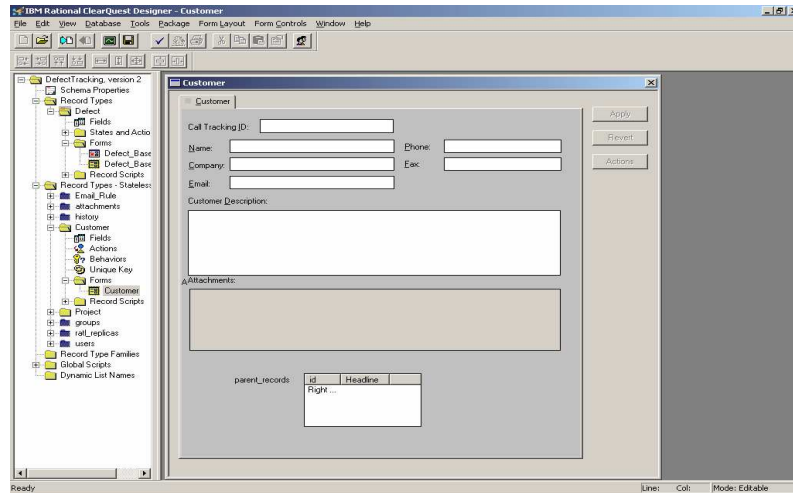 IBM Rational ClearQuest Designer - Customer
File Edit View Database Tools Package Form Layout Form Controls Window Help
DefectTracking, version 2
Schema Properties
Record Types
Defect
Fields
States and Actio
Forms
Defect_Base
Defect_Base
Record Scripts
Record Types - Stateless
Email_Rule
attachments
history
Customer
Fields
Actions
Behaviors
Unique Key
Forms
Customer
Record Scripts
Project
groups
ratl_replicas
users
Record Type Families
Global Scripts
Dynamic List Names
Customer
Customer
Call Tracking ID:
Name: Phone:
Company: Fax:
Email:
Customer Description:
AAttachments:
parent_records id Headline
Right ...
Apply
Revert
Actions
Ready Line: Col: Mode: Editable